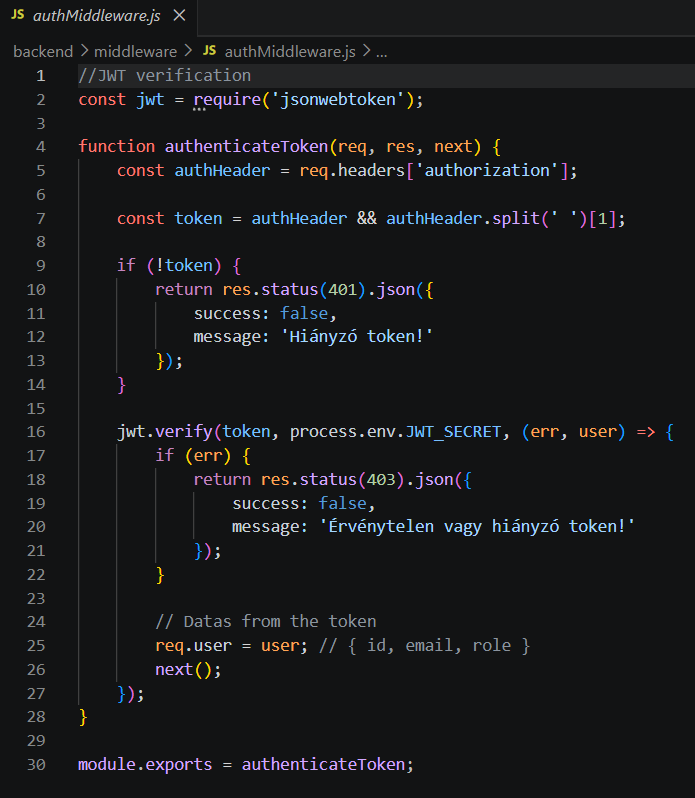 JS authMiddleware.js ×
backend > middleware > JS authMiddleware.js > ...
1 //JWT verification
2 const jwt = require('jsonwebtoken');
3
4 function authenticateToken(req, res, next) {
5     const authHeader = req.headers['authorization'];
6
7     const token = authHeader && authHeader.split(' ')[1];
8
9     if (!token) {
10         return res.status(401).json({
11             success: false,
12             message: 'Hiányzó token!'
13         });
14     }
15
16     jwt.verify(token, process.env.JWT_SECRET, (err, user) => {
17         if (err) {
18             return res.status(403).json({
19                 success: false,
20                 message: 'Érvénytelen vagy hiányzó token!'
21             });
22         }
23
24         // Datas from the token
25         req.user = user; // { id, email, role }
26         next();
27     });
28 }
29
30 module.exports = authenticateToken;